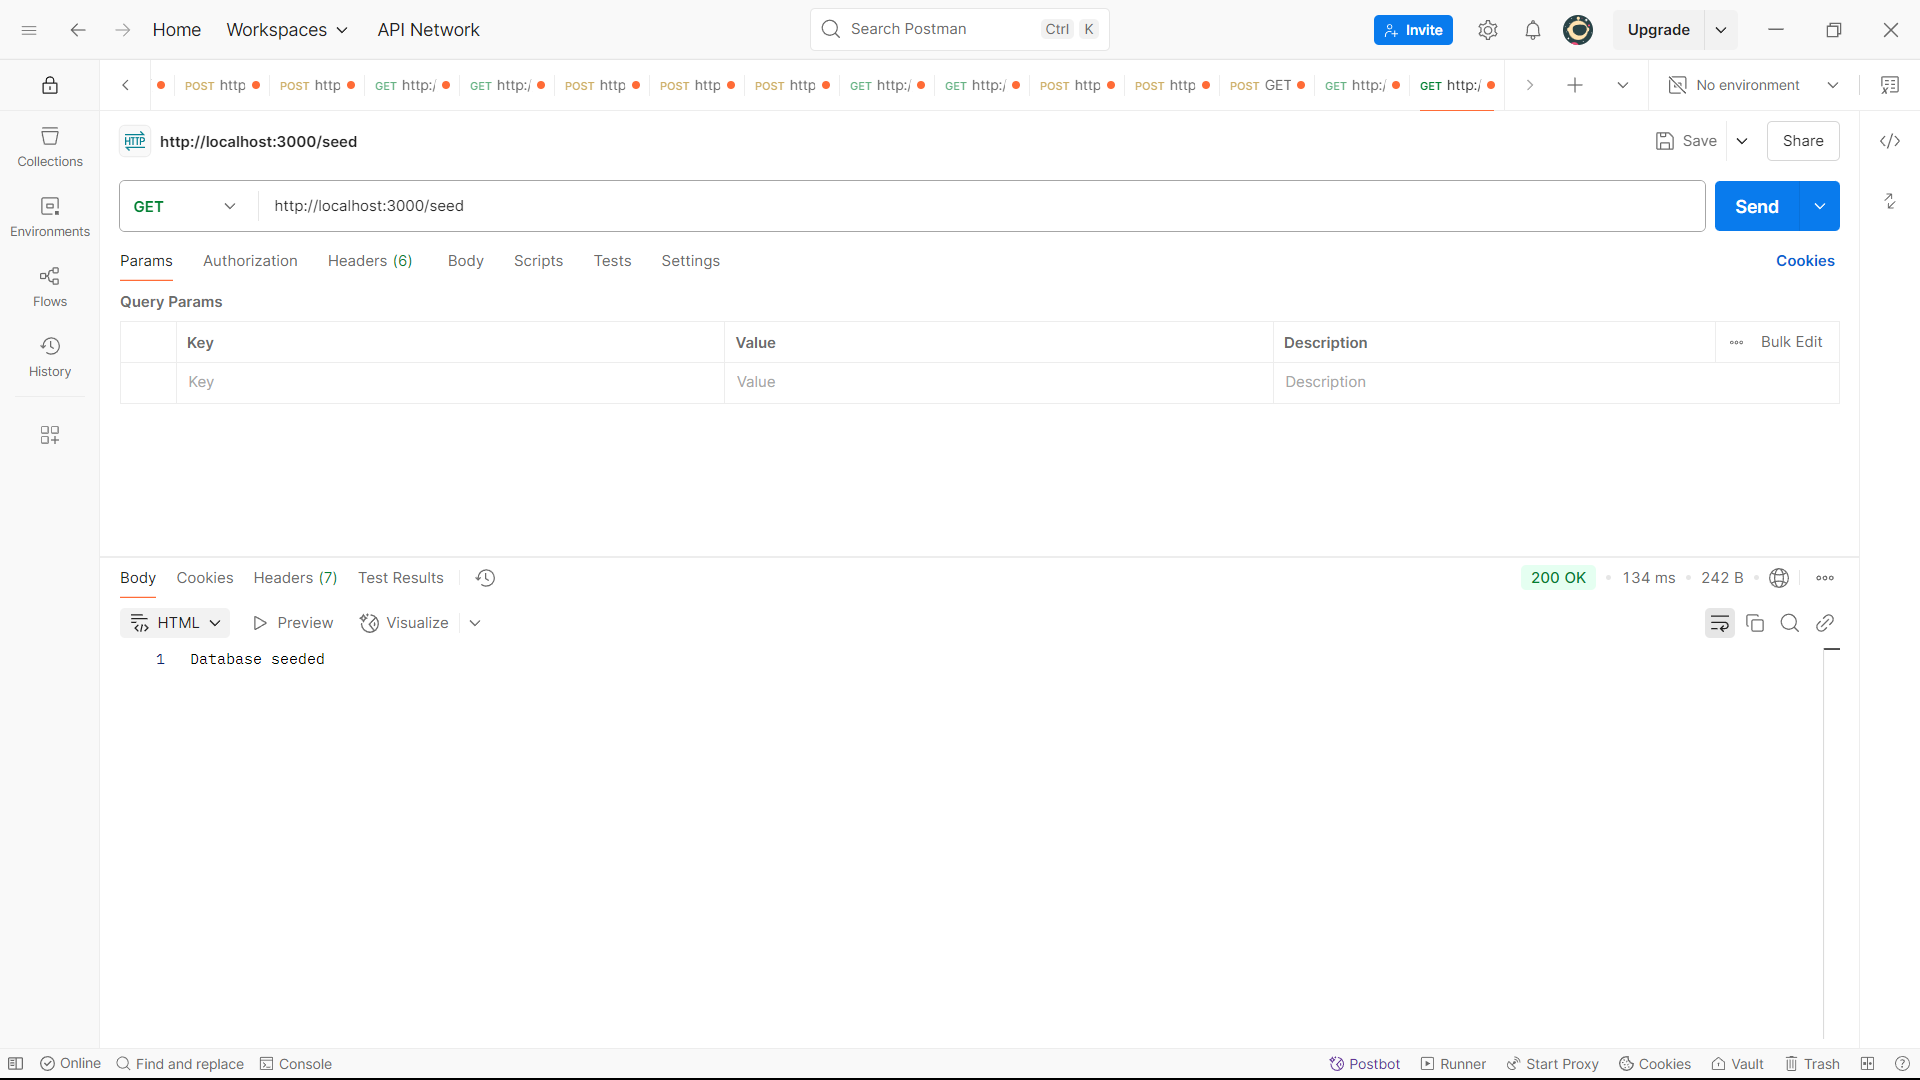 Home Workspaces API Network Search Postman Ctrl K Invite Upgrade
POST http POST http GET http:/ GET http:/ POST http POST http POST http GET http:/ GET http:/ POST http POST http POST GET GET http:/ GET http:/ No environment
HTTP http://localhost:3000/seed Save Share
Collections
Environments
Flows
History
GET http://localhost:3000/seed Send
Params Authorization Headers (6) Body Scripts Tests Settings Cookies
Query Params
Key Value Description Bulk Edit
Key Value Description
Body Cookies Headers (7) Test Results 200 OK 134 ms 242 B
HTML Preview Visualize
1 Database seeded
Online Find and replace Console Postbot Runner Start Proxy Cookies Vault Trash